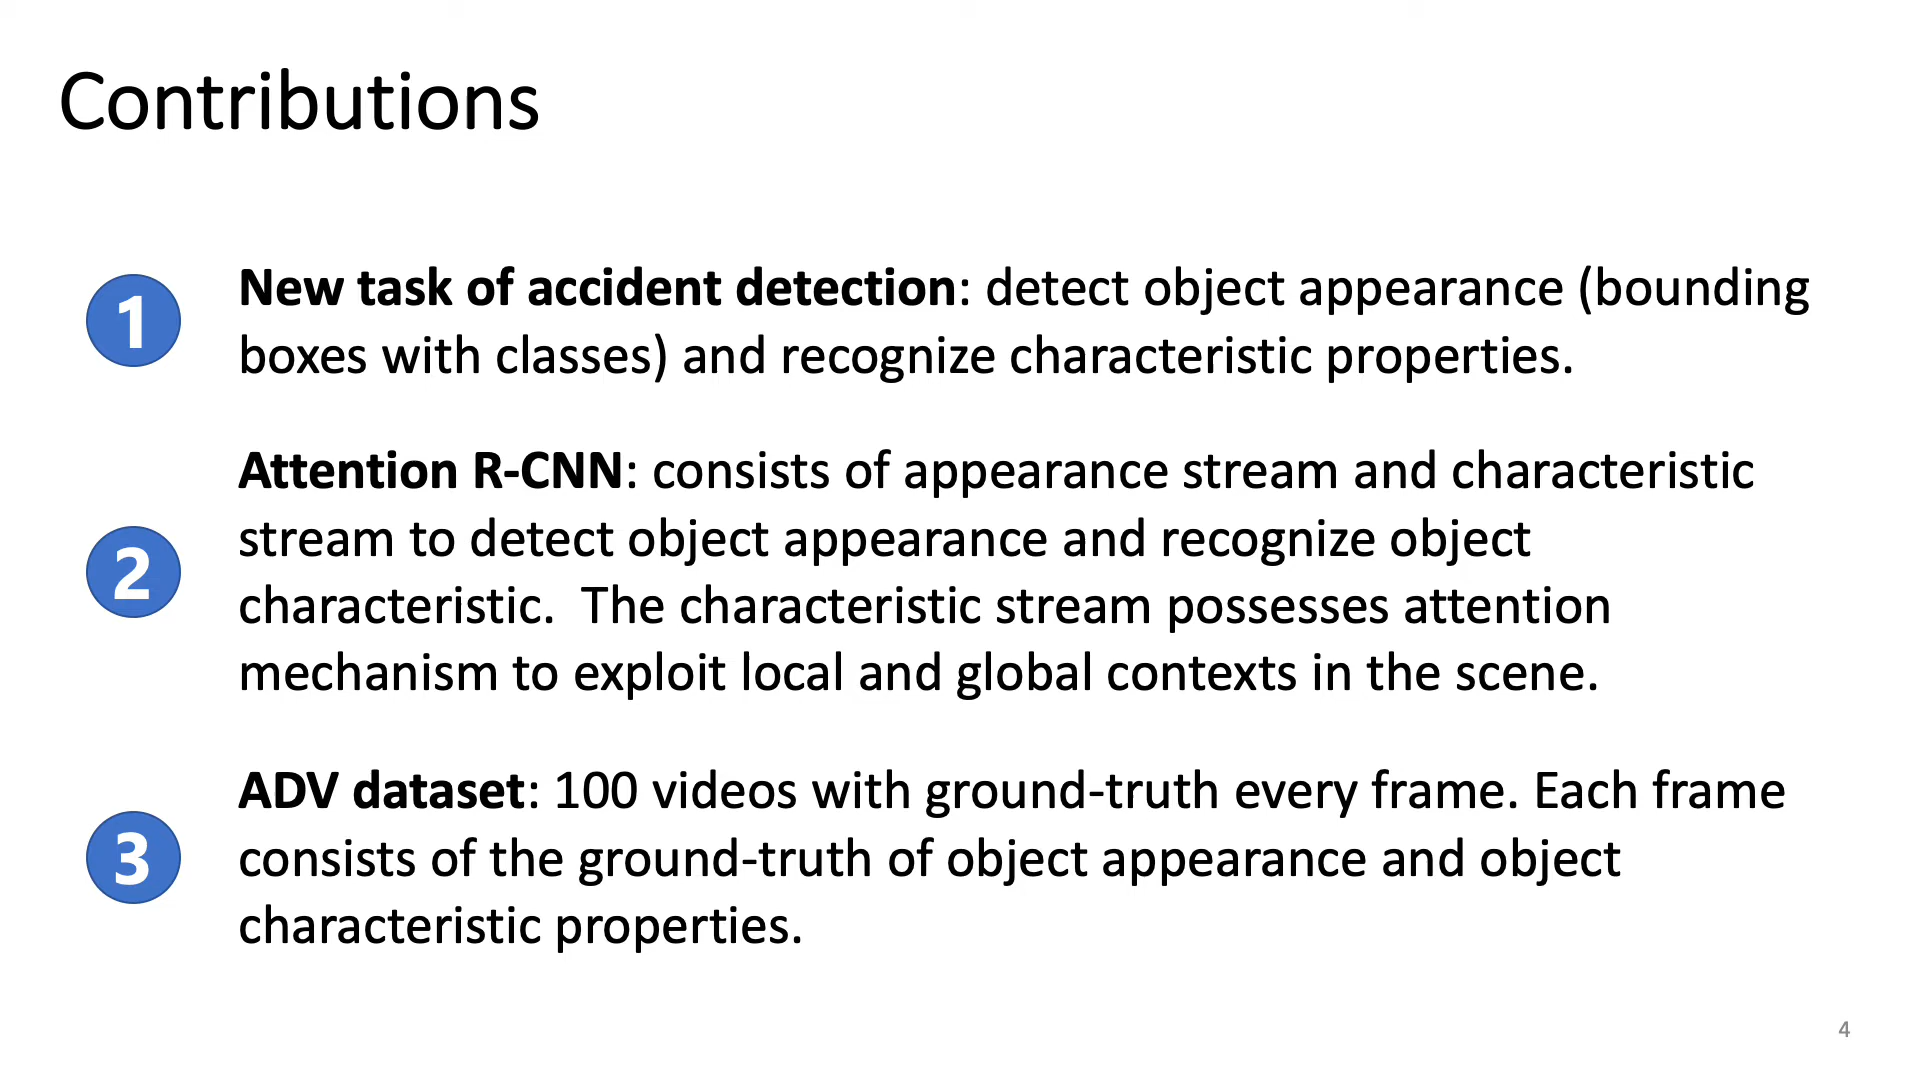 Contributions
1
New task of accident detection: detect object appearance (bounding
boxes with classes) and recognize characteristic properties.
2
Attention R-CNN: consists of appearance stream and characteristic
stream to detect object appearance and recognize object
characteristic.  The characteristic stream possesses attention
mechanism to exploit local and global contexts in the scene.
3
ADV dataset: 100 videos with ground-truth every frame. Each frame
consists of the ground-truth of object appearance and object
characteristic properties.
4